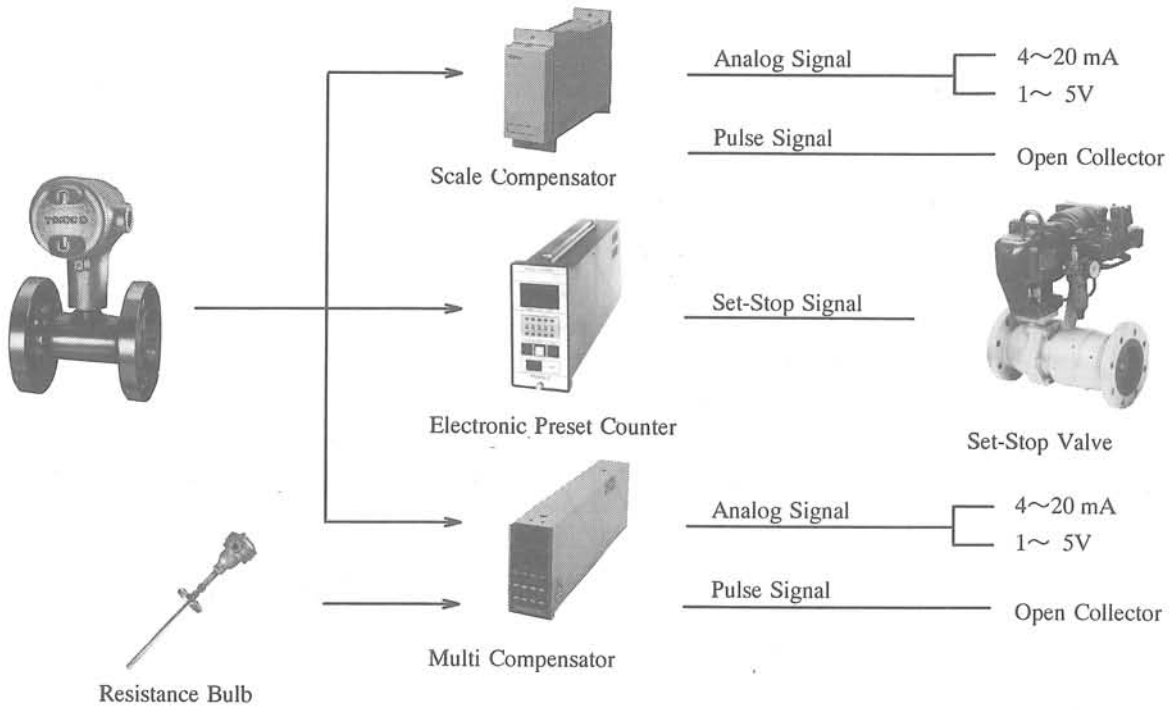 Analog Signal
4～20 mA
1～ 5V
Pulse Signal
Open Collector
Scale Compensator
Set-Stop Signal
Electronic Preset Counter
Set-Stop Valve
Analog Signal
4～20 mA
1～ 5V
Pulse Signal
Open Collector
Multi Compensator
Resistance Bulb